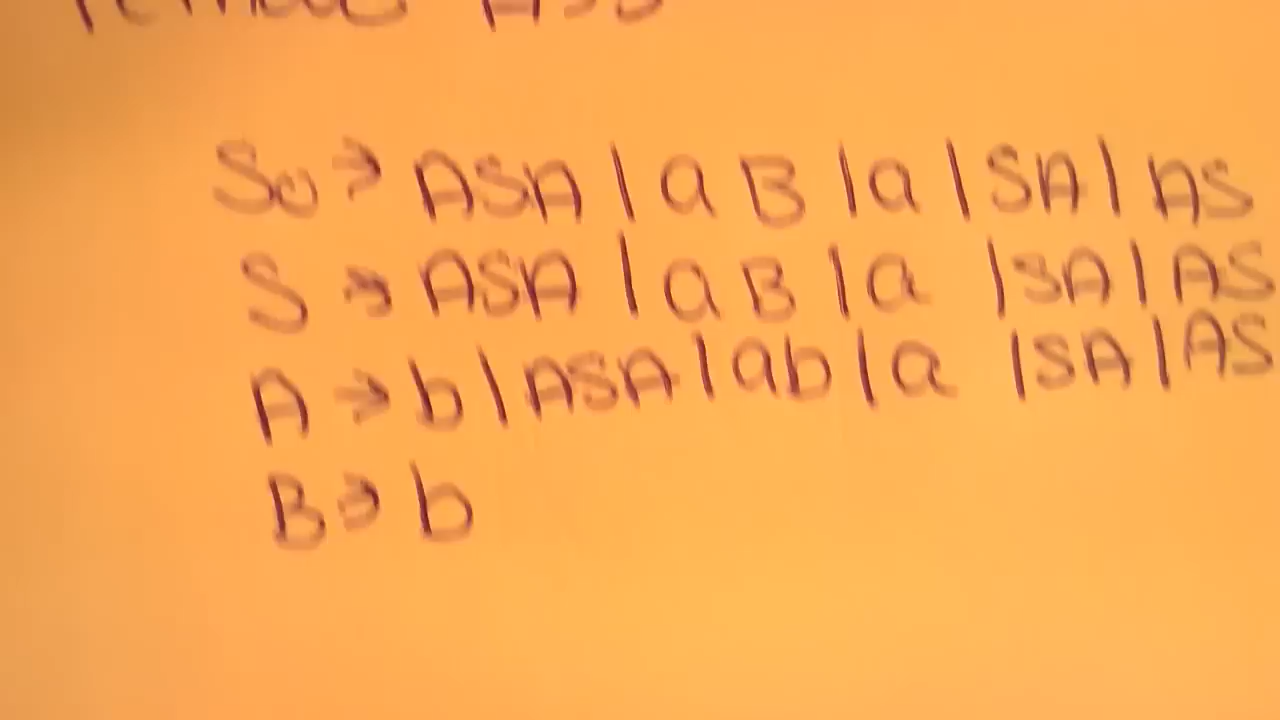 S₀ → ASA | aB | a | SA | AS
S → ASA | aB | a | SA | AS
A → b | ASA | ab | a | SA | AS
B → b